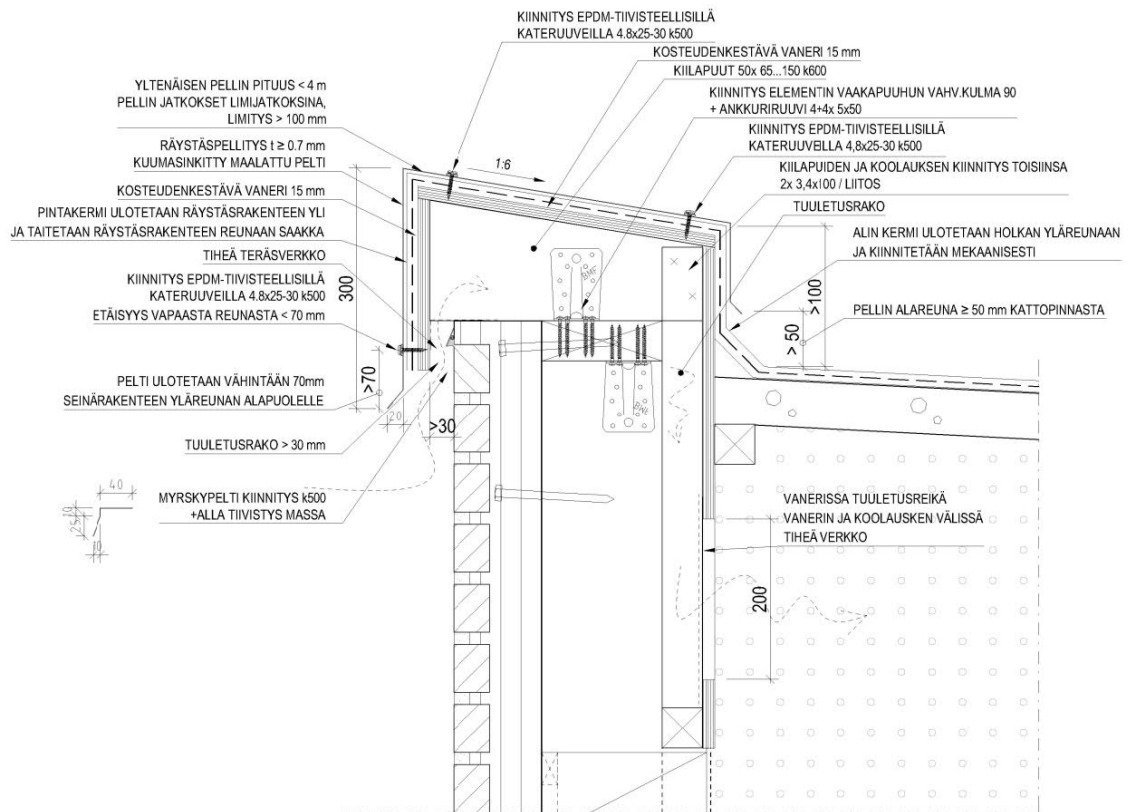 KIINNITYS EPDM-TIIVISTEELLISILLÄ
KATERUUVEILLA 4.8x25-30 k500
KOSTEUDENKESTÄVÄ VANERI 15 mm
KIILAPUUT 50x 65...150 k600
KIINNITYS ELEMENTIN VAAKAPUUHUN VAHV.KULMA 90
+ ANKKURIRUUVI 4+4x 5x50
KIINNITYS EPDM-TIIVISTEELLISILLÄ
KATERUUVEILLA 4,8x25-30 k500
KIILAPUIDEN JA KOOLAUKSEN KIINNITYS TOISIINSA
2x 3,4x100 / LIITOS
TUULETUSRAKO
ALIN KERMI ULOTETAAN HOLKAN YLÄREUNAAN
JA KIINNITETÄÄN MEKAANISESTI
PELLIN ALAREUNA ≥ 50 mm KATTOPINNASTA
YLTENÄISEN PELLIN PITUUS < 4 m
PELLIN JATKOKSET LIMIJATKOKSINA,
LIMITYS > 100 mm
RÄYSTÄSPELLITYS t ≥ 0.7 mm
KUUMASINKITTY MAALATTU PELTI
KOSTEUDENKESTÄVÄ VANERI 15 mm
PINTAKERMI ULOTETAAN RÄYSTÄSRAKENTEEN YLI
JA TAITETAAN RÄYSTÄSRAKENTEEN REUNAAN SAAKKA
TIHEÄ TERÄSVERKKO
KIINNITYS EPDM-TIIVISTEELLISILLÄ
KATERUUVEILLA 4.8x25-30 k500
ETÄISYYS VAPAASTA REUNASTA < 70 mm
PELTI ULOTETAAN VÄHINTÄÄN 70mm
SEINÄRAKENTEEN YLÄREUNAN ALAPUOLELLE
TUULETUSRAKO > 30 mm
MYRSKYPELTI KIINNITYS k500
+ALLA TIIVISTYS MASSA
1:6
300
>70
20
>30
>100
> 50
BMF
BMF
VANERISSA TUULETUSREIKÄ
VANERIN JA KOOLAUSKEN VÄLISSÄ
TIHEÄ VERKKO
200
40
10
25
10